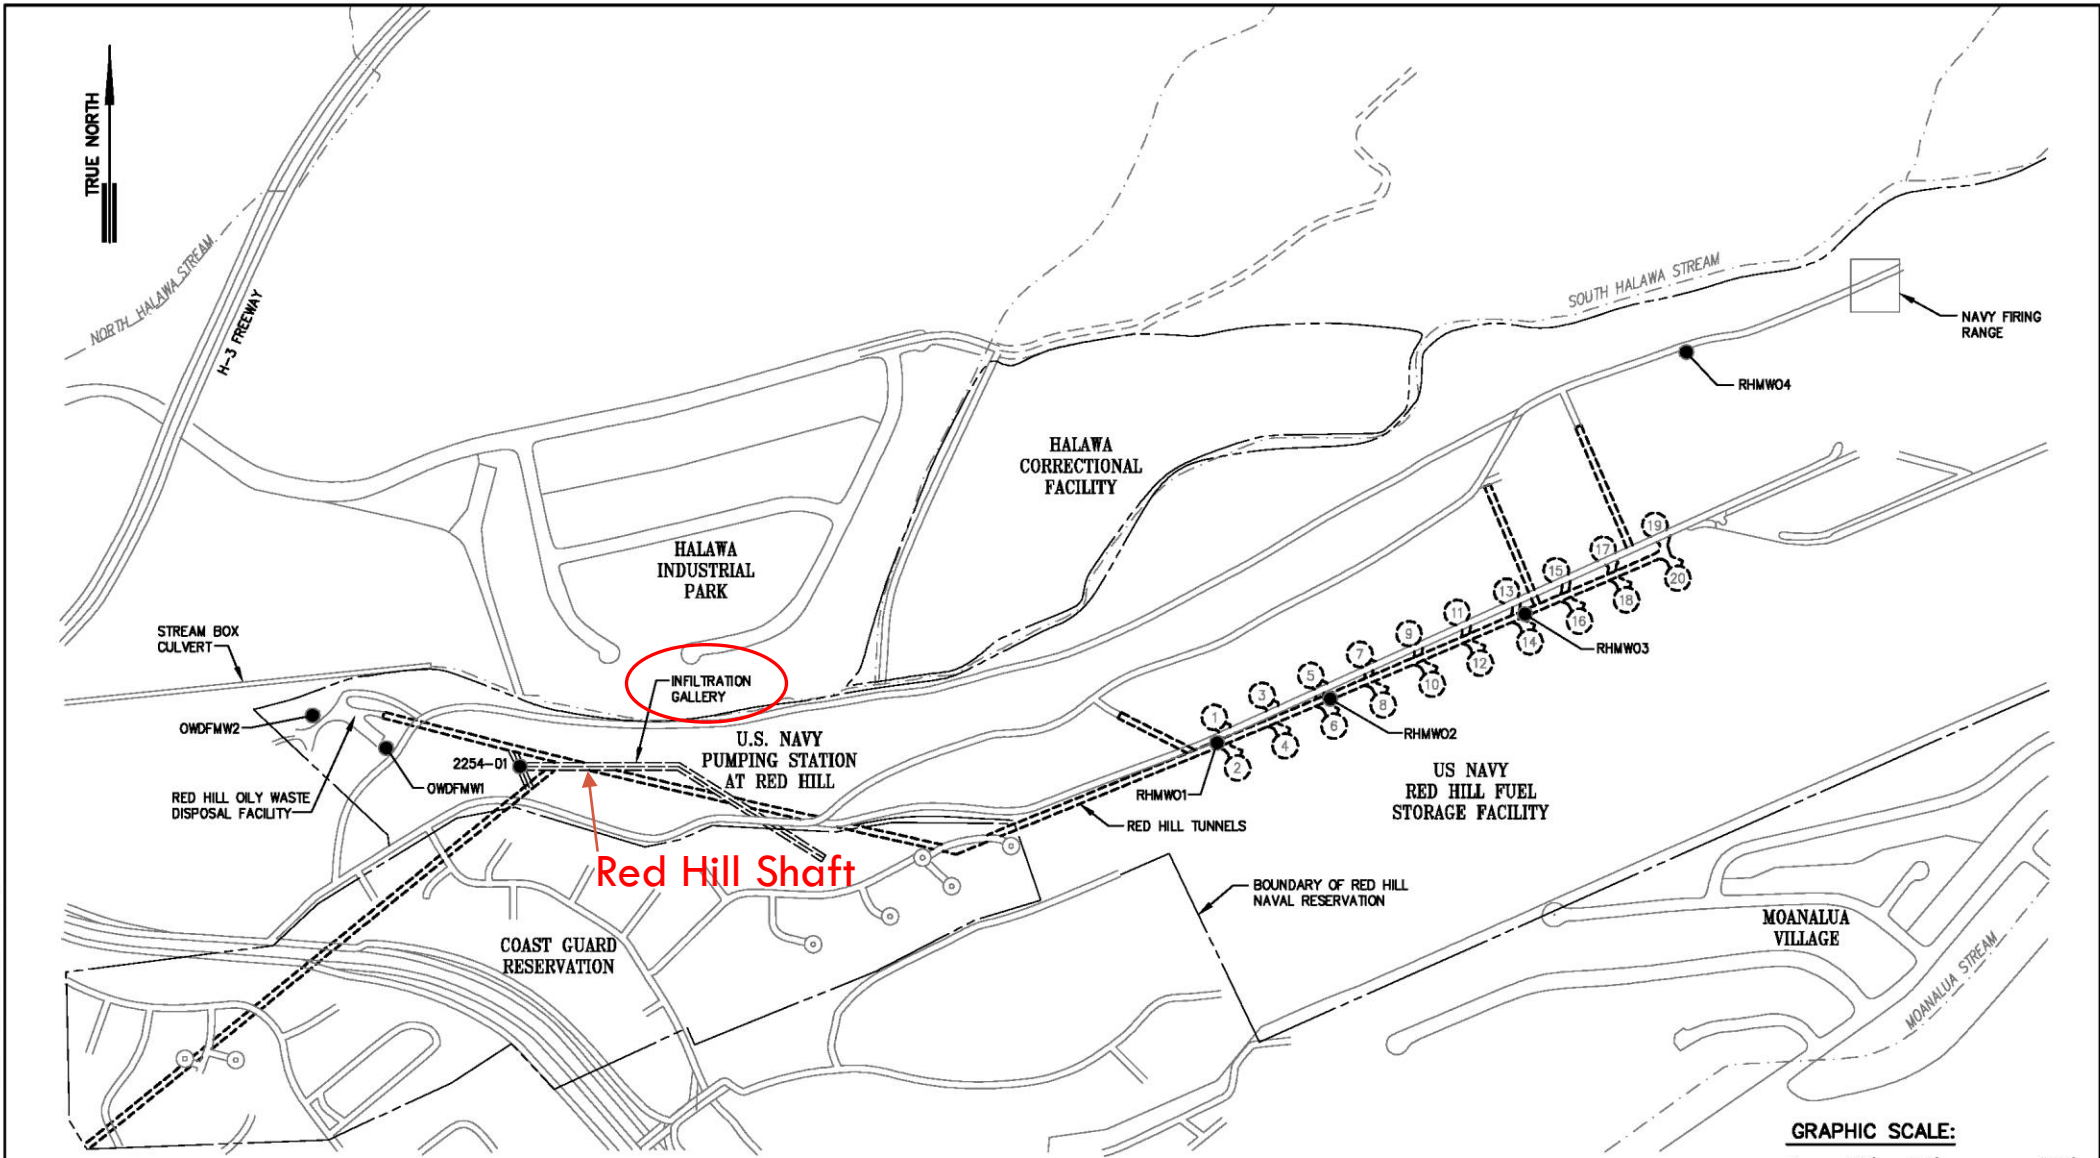 TRUE NORTH
NORTH HALAWA STREAM
H-3 FREEWAY
SOUTH HALAWA STREAM
NAVY FIRING
RANGE
RHMW04
HALAWA
CORRECTIONAL
FACILITY
HALAWA
INDUSTRIAL
PARK
STREAM BOX
CULVERT
INFILTRATION
GALLERY
OWDFMW2
2254-01
OWDFMW1
RED HILL OILY WASTE
DISPOSAL FACILITY
U.S. NAVY
PUMPING STATION
AT RED HILL
Red Hill Shaft
19
17
20
15
18
13
16
11
14
9
12
7
10
5
8
3
6
1
4
2
RHMW03
RHMW02
RHMW01
RED HILL TUNNELS
US NAVY
RED HILL FUEL
STORAGE FACILITY
BOUNDARY OF RED HILL
NAVAL RESERVATION
COAST GUARD
RESERVATION
MOANALUA
VILLAGE
MOANALUA STREAM
GRAPHIC SCALE: